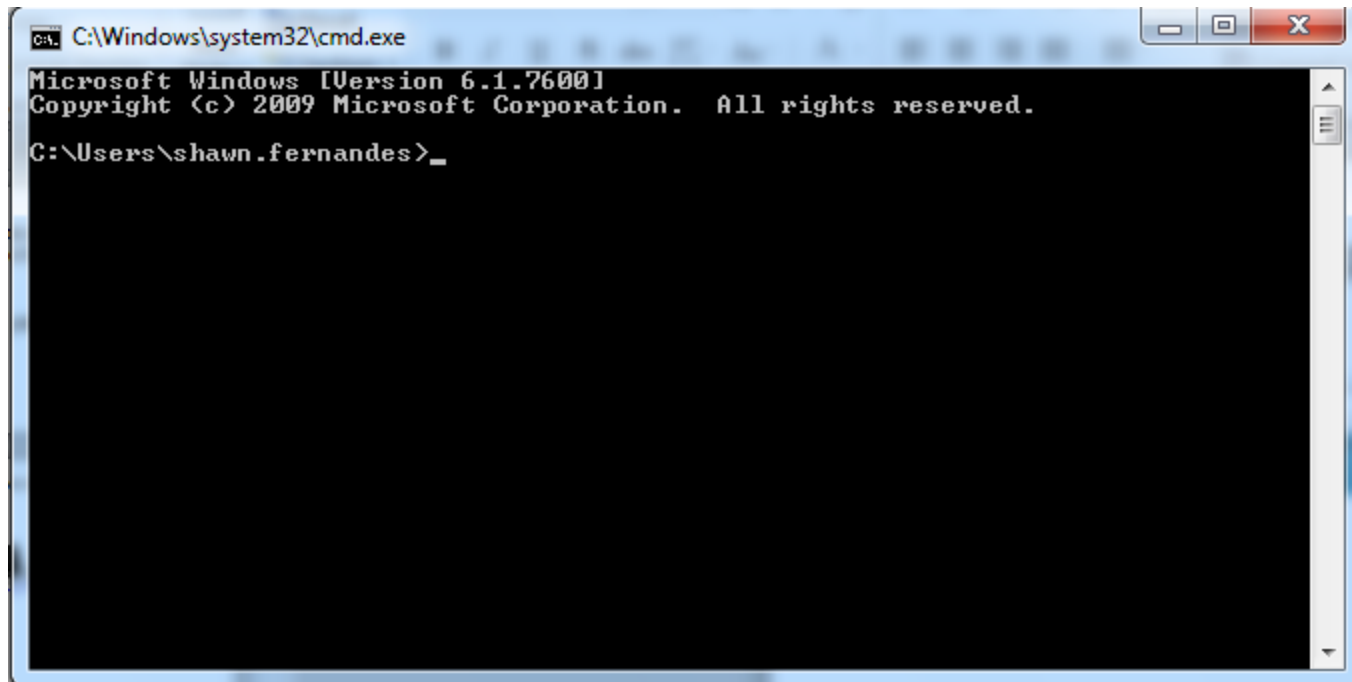 C:\Windows\system32\cmd.exe
Microsoft Windows [Version 6.1.7600]
Copyright (c) 2009 Microsoft Corporation.  All rights reserved.
C:\Users\shawn.fernandes>_